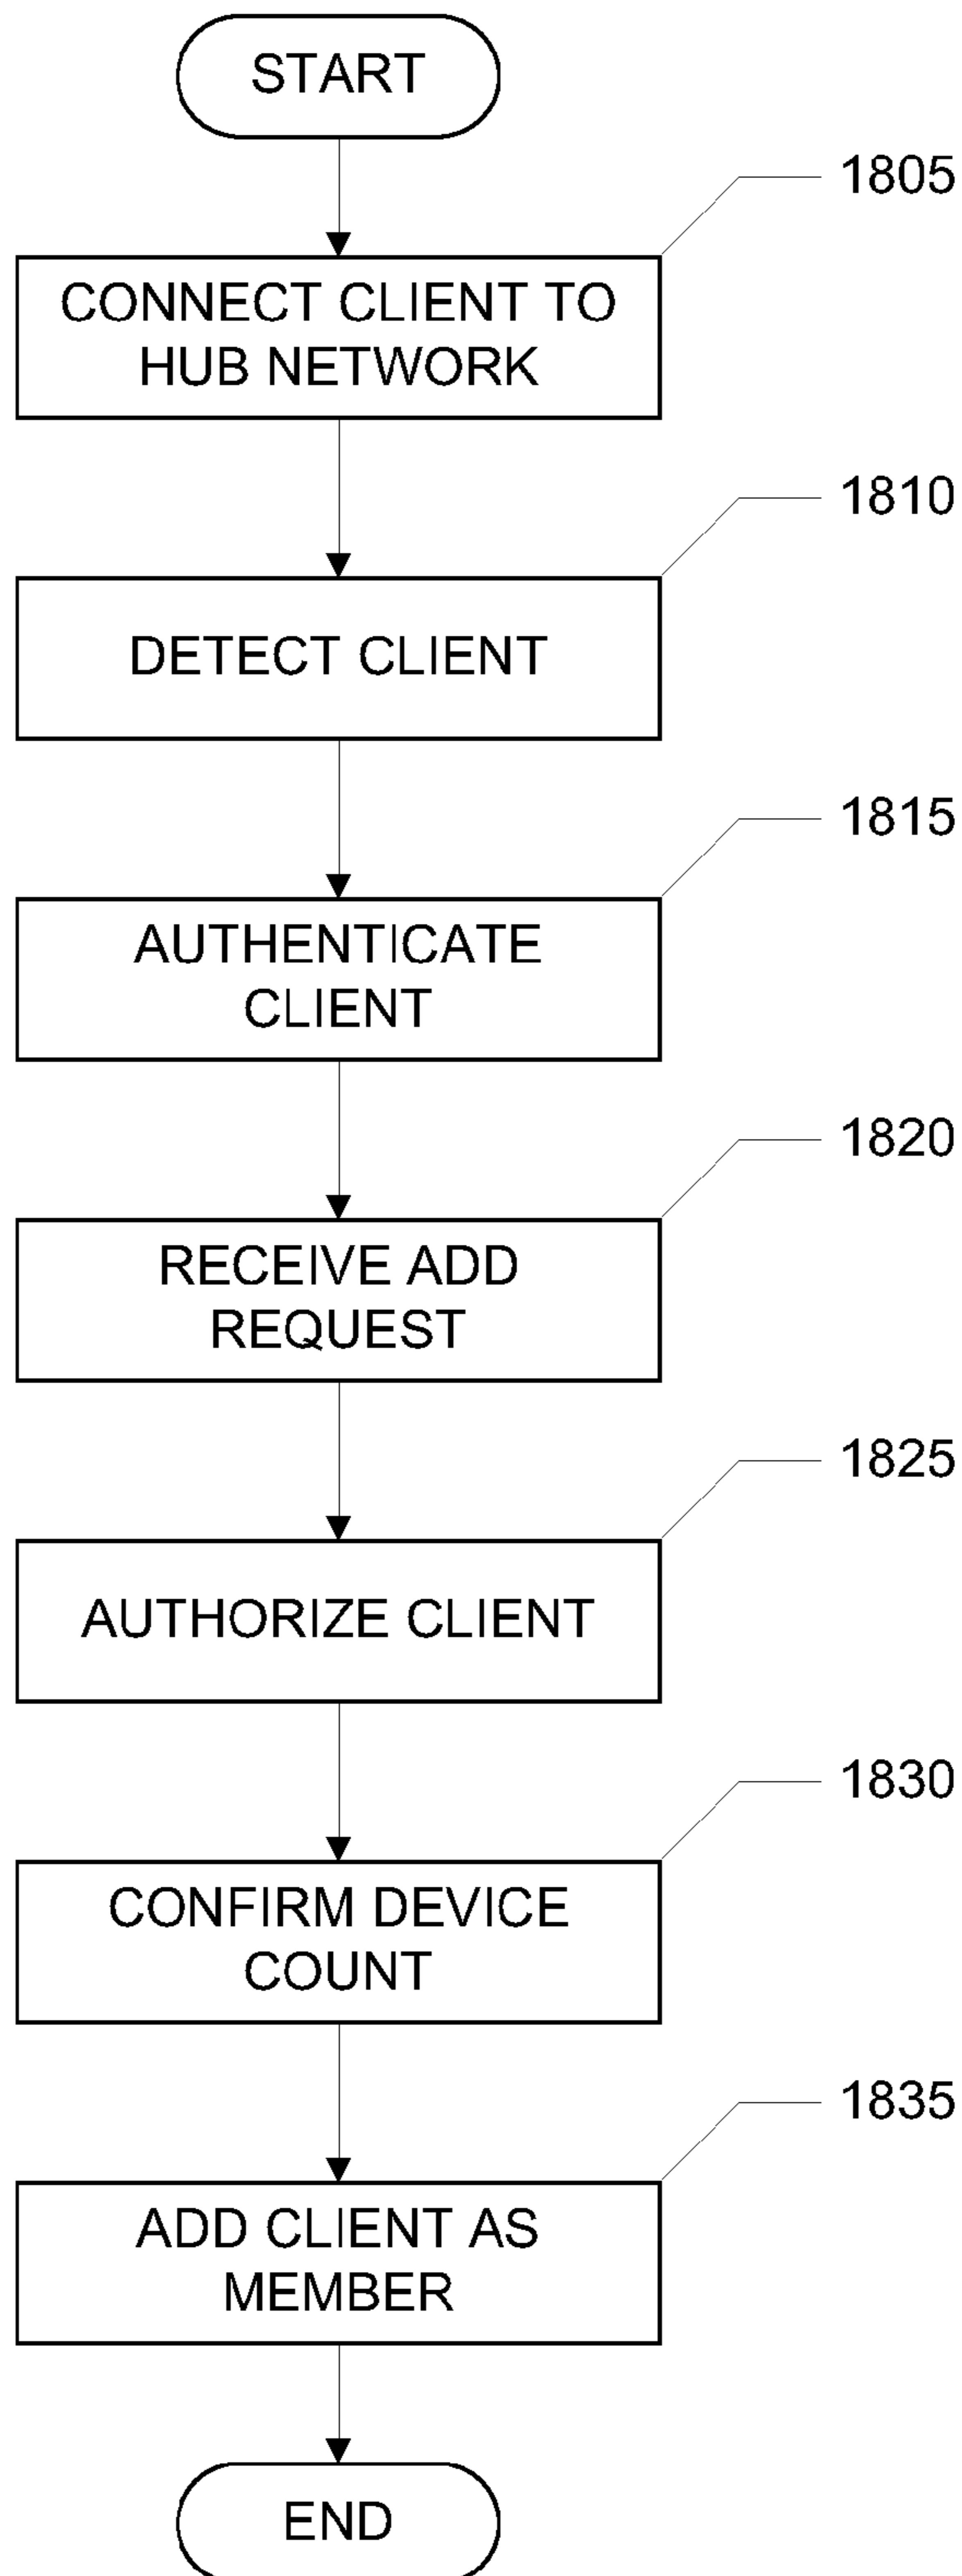 START
1805
CONNECT CLIENT TO
HUB NETWORK
1810
DETECT CLIENT
1815
AUTHENTICATE
CLIENT
1820
RECEIVE ADD
REQUEST
1825
AUTHORIZE CLIENT
1830
CONFIRM DEVICE
COUNT
1835
ADD CLIENT AS
MEMBER
END